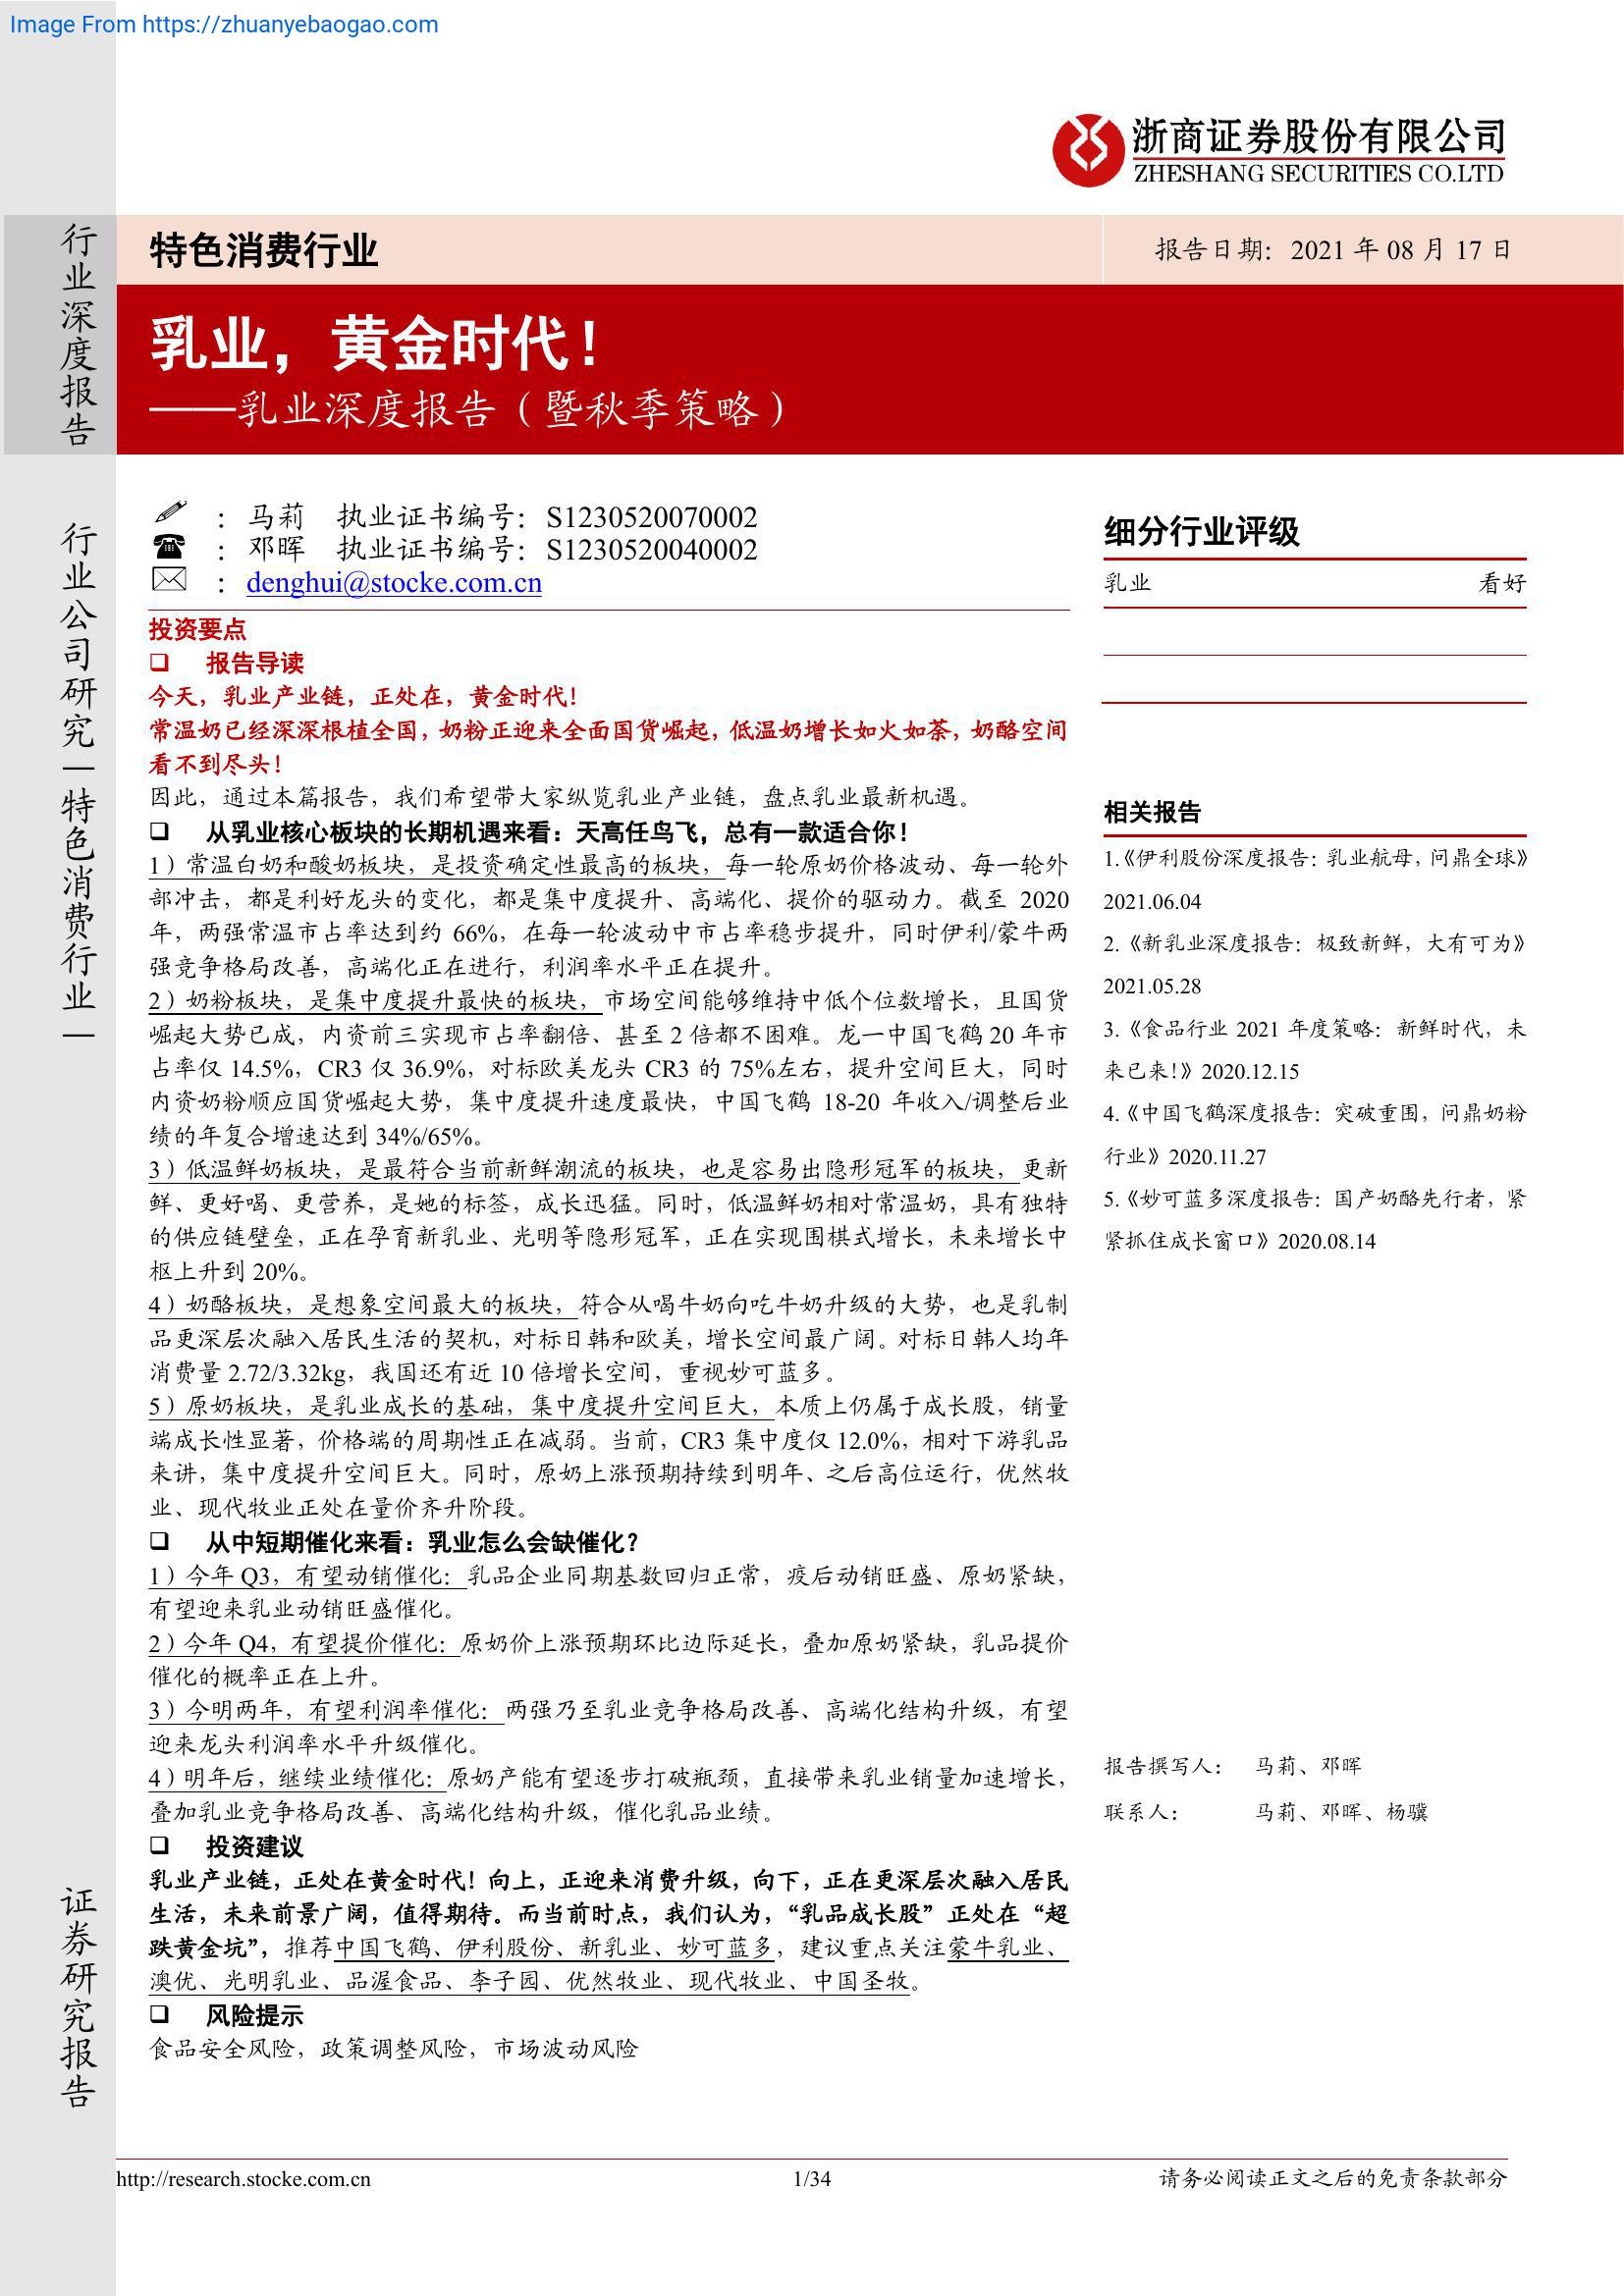 Image From https://zhuanyebaogao.com
浙商证券股份有限公司
ZHESHANG SECURITIES CO.LTD
特色消费行业
报告日期：2021 年 08 月 17 日
行业深度报告
乳业，黄金时代！
——乳业深度报告（暨秋季策略）
行业公司研究｜特色消费行业｜
：马莉 执业证书编号：S1230520070002
：邓晖 执业证书编号：S1230520040002
：denghui@stocke.com.cn
投资要点
报告导读
今天，乳业产业链，正处在，黄金时代！
常温奶已经深深根植全国，奶粉正迎来全面国货崛起，低温奶增长如火如荼，奶酪空间
看不到尽头！
因此，通过本篇报告，我们希望带大家纵览乳业产业链，盘点乳业最新机遇。
从乳业核心板块的长期机遇来看：天高任鸟飞，总有一款适合你！
1）常温白奶和酸奶板块，是投资确定性最高的板块，每一轮原奶价格波动、每一轮外
部冲击，都是利好龙头的变化，都是集中度提升、高端化、提价的驱动力。截至 2020
年，两强常温市占率达到约 66%，在每一轮波动中市占率稳步提升，同时伊利/蒙牛两
强竞争格局改善，高端化正在进行，利润率水平正在提升。
2）奶粉板块，是集中度提升最快的板块，市场空间能够维持中低个位数增长，且国货
崛起大势已成，内资前三实现市占率翻倍、甚至 2 倍都不困难。龙一中国飞鹤 20 年市
占率仅 14.5%，CR3 仅 36.9%，对标欧美龙头 CR3 的 75%左右，提升空间巨大，同时
内资奶粉顺应国货崛起大势，集中度提升速度最快，中国飞鹤 18-20 年收入/调整后业
绩的年复合增速达到 34%/65%。
3）低温鲜奶板块，是最符合当前新鲜潮流的板块，也是容易出隐形冠军的板块，更新
鲜、更好喝、更营养，是她的标签，成长迅猛。同时，低温鲜奶相对常温奶，具有独特
的供应链壁垒，正在孕育新乳业、光明等隐形冠军，正在实现围棋式增长，未来增长中
枢上升到 20%。
4）奶酪板块，是想象空间最大的板块，符合从喝牛奶向吃牛奶升级的大势，也是乳制
品更深层次融入居民生活的契机，对标日韩和欧美，增长空间最广阔。对标日韩人均年
消费量 2.72/3.32kg，我国还有近 10 倍增长空间，重视妙可蓝多。
5）原奶板块，是乳业成长的基础，集中度提升空间巨大，本质上仍属于成长股，销量
端成长性显著，价格端的周期性正在减弱。当前，CR3 集中度仅 12.0%，相对下游乳品
来讲，集中度提升空间巨大。同时，原奶上涨预期持续到明年、之后高位运行，优然牧
业、现代牧业正处在量价齐升阶段。
从中短期催化来看：乳业怎么会缺催化？
1）今年 Q3，有望动销催化：乳品企业同期基数回归正常，疫后动销旺盛、原奶紧缺，
有望迎来乳业动销旺盛催化。
2）今年 Q4，有望提价催化：原奶价上涨预期环比边际延长，叠加原奶紧缺，乳品提价
催化的概率正在上升。
3）今明两年，有望利润率催化：两强乃至乳业竞争格局改善、高端化结构升级，有望
迎来龙头利润率水平升级催化。
4）明年后，继续业绩催化：原奶产能有望逐步打破瓶颈，直接带来乳业销量加速增长，
叠加乳业竞争格局改善、高端化结构升级，催化乳品业绩。
投资建议
乳业产业链，正处在黄金时代！向上，正迎来消费升级，向下，正在更深层次融入居民
生活，未来前景广阔，值得期待。而当前时点，我们认为，“乳品成长股”正处在“超
跌黄金坑”，推荐中国飞鹤、伊利股份、新乳业、妙可蓝多，建议重点关注蒙牛乳业、
澳优、光明乳业、品渥食品、李子园、优然牧业、现代牧业、中国圣牧。
风险提示
食品安全风险，政策调整风险，市场波动风险
细分行业评级
乳业 看好
相关报告
1.《伊利股份深度报告：乳业航母，问鼎全球》
2021.06.04
2.《新乳业深度报告：极致新鲜，大有可为》
2021.05.28
3.《食品行业 2021 年度策略：新鲜时代，未
来已来!》2020.12.15
4.《中国飞鹤深度报告：突破重围，问鼎奶粉
行业》2020.11.27
5.《妙可蓝多深度报告：国产奶酪先行者，紧
紧抓住成长窗口》2020.08.14
报告撰写人： 马莉、邓晖
联系人： 马莉、邓晖、杨骥
证券研究报告
http://research.stocke.com.cn
1/34
请务必阅读正文之后的免责条款部分